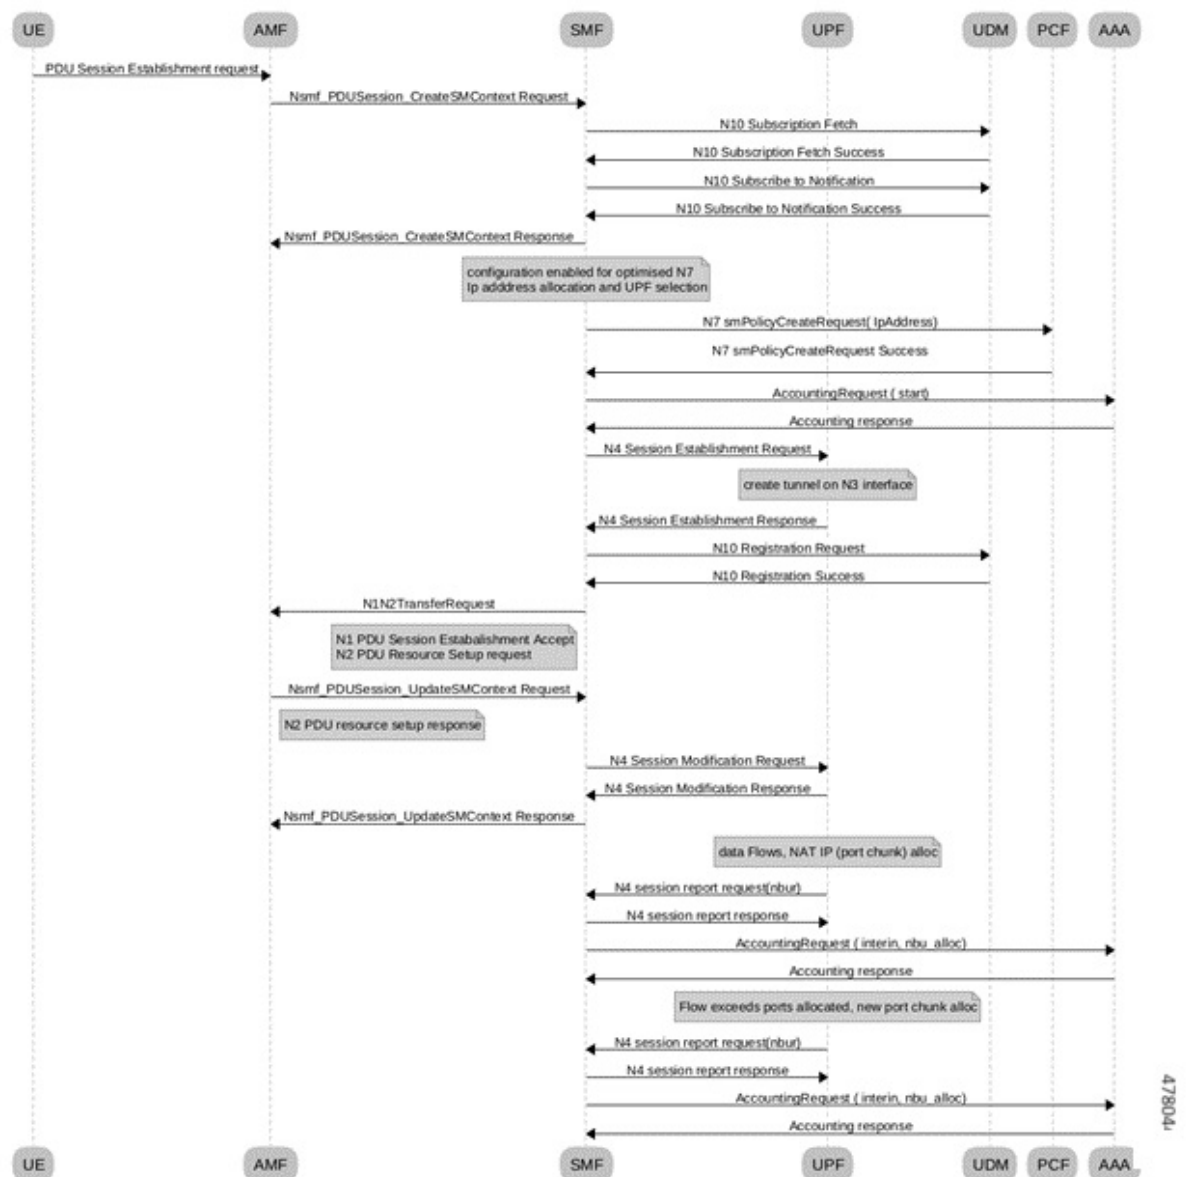 UE AMF SMF UPF UDM PCF AAA
PDU Session Establishment request
Nsmf_PDUSession_CreateSMContext Request
N10 Subscription Fetch
N10 Subscription Fetch Success
N10 Subscribe to Notification
N10 Subscribe to Notification Success
Nsmf_PDUSession_CreateSMContext Response
configuration enabled for optimised N7
Ip adddress allocation and UPF selection
N7 smPolicyCreateRequest( IpAddress)
N7 smPolicyCreateRequest Success
AccountingRequest ( start)
Accounting response
N4 Session Establishment Request
create tunnel on N3 interface
N4 Session Establishment Response
N10 Registration Request
N10 Registration Success
N1N2TransferRequest
N1 PDU Session Estabalishment Accept
N2 PDU Resource Setup request
Nsmf_PDUSession_UpdateSMContext Request
N2 PDU resource setup response
N4 Session Modification Request
N4 Session Modification Response
Nsmf_PDUSession_UpdateSMContext Response
data Flows, NAT IP (port chunk) alloc
N4 session report request(nbur)
N4 session report response
AccountingRequest ( interin, nbu_alloc)
Accounting response
Flow exceeds ports allocated, new port chunk alloc
N4 session report request(nbur)
N4 session report response
AccountingRequest ( interin, nbu_alloc)
Accounting response
UE AMF SMF UPF UDM PCF AAA